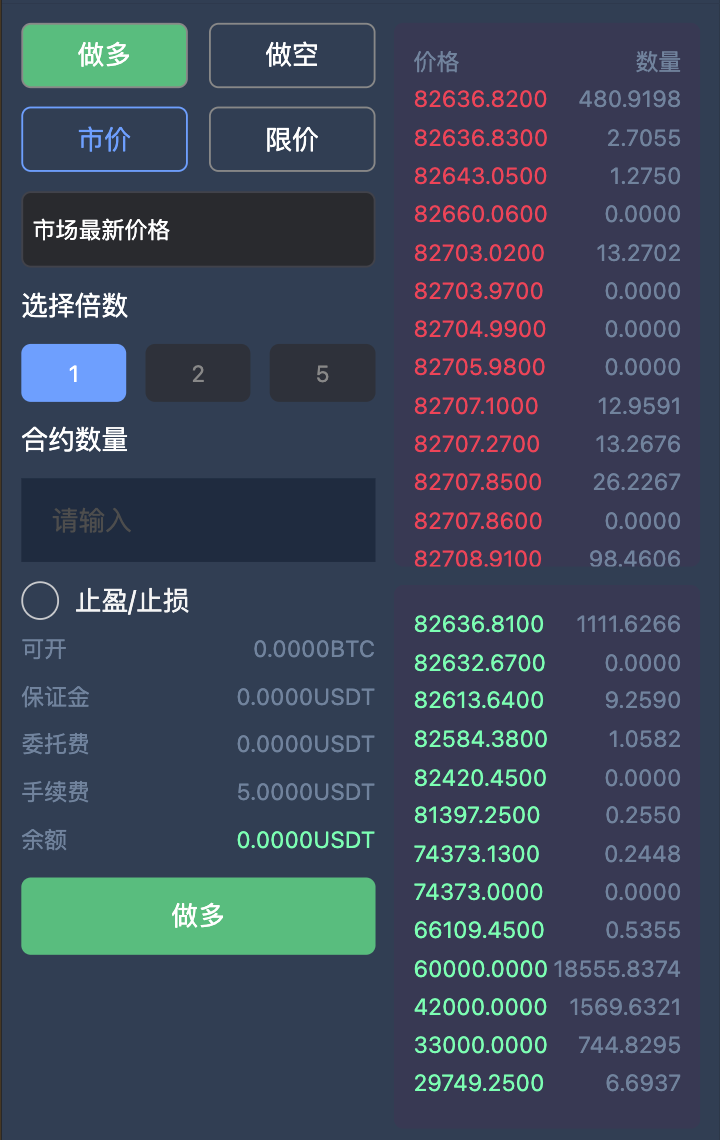 做多 做空
市价 限价
市场最新价格
选择倍数
1 2 5
合约数量
请输入
止盈/止损
可开 0.0000BTC
保证金 0.0000USDT
委托费 0.0000USDT
手续费 5.0000USDT
余额 0.0000USDT
做多
价格 数量
82636.8200 480.9198
82636.8300 2.7055
82643.0500 1.2750
82660.0600 0.0000
82703.0200 13.2702
82703.9700 0.0000
82704.9900 0.0000
82705.9800 0.0000
82707.1000 12.9591
82707.2700 13.2676
82707.8500 26.2267
82707.8600 0.0000
82708.9100 98.4606
82636.8100 1111.6266
82632.6700 0.0000
82613.6400 9.2590
82584.3800 1.0582
82420.4500 0.0000
81397.2500 0.2550
74373.1300 0.2448
74373.0000 0.0000
66109.4500 0.5355
60000.0000 18555.8374
42000.0000 1569.6321
33000.0000 744.8295
29749.2500 6.6937